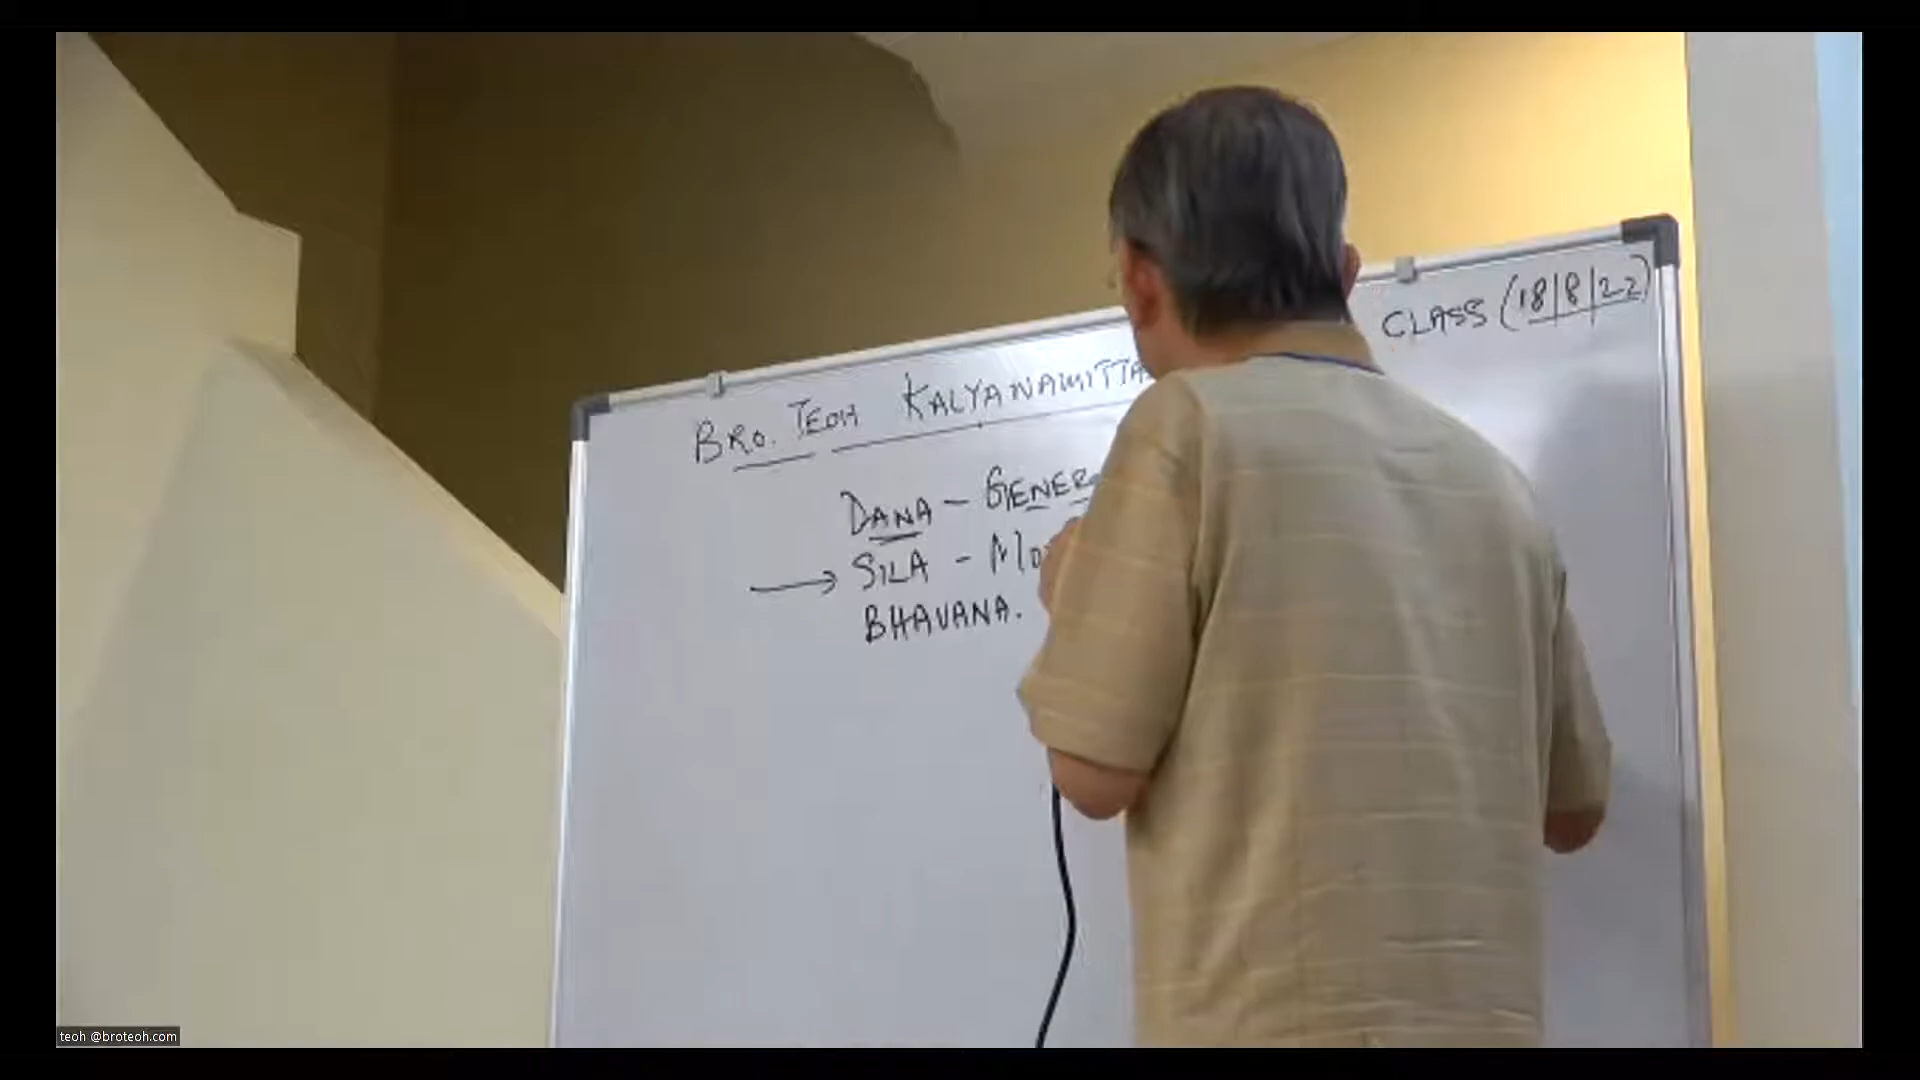 BRO. TEOH KALYANAMITTA CLASS (18/8/22)
DANA - GENER
→ SILA - Mo
BHAVANA.
teoh @broteoh.com